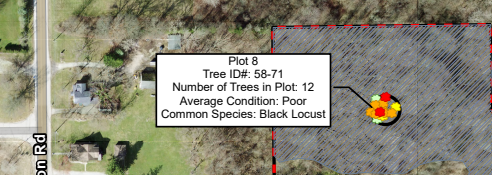 Plot 8
Tree ID#: 58-71
Number of Trees in Plot: 12
Average Condition: Poor
Common Species: Black Locust
on Rd